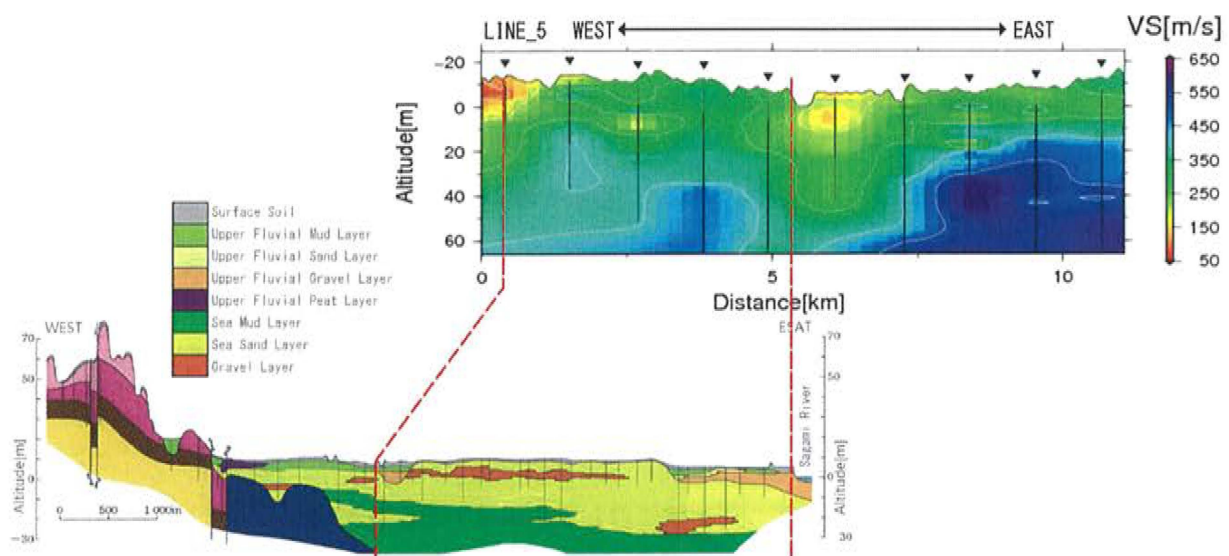 LINE_5 WEST EAST VS[m/s]
-20
0
20
40
60
Altitude[m]
0 5 10
Distance[km]
650
550
450
350
250
150
50
Surface Soil
Upper Fluvial Mud Layer
Upper Fluvial Sand Layer
Upper Fluvial Gravel Layer
Upper Fluvial Peat Layer
Sea Mud Layer
Sea Sand Layer
Gravel Layer
WEST
ESAT
70
50
0
-30
Altitude[m]
0 500 1000m
Sagami River
70
50
0
30
Altitude[m]